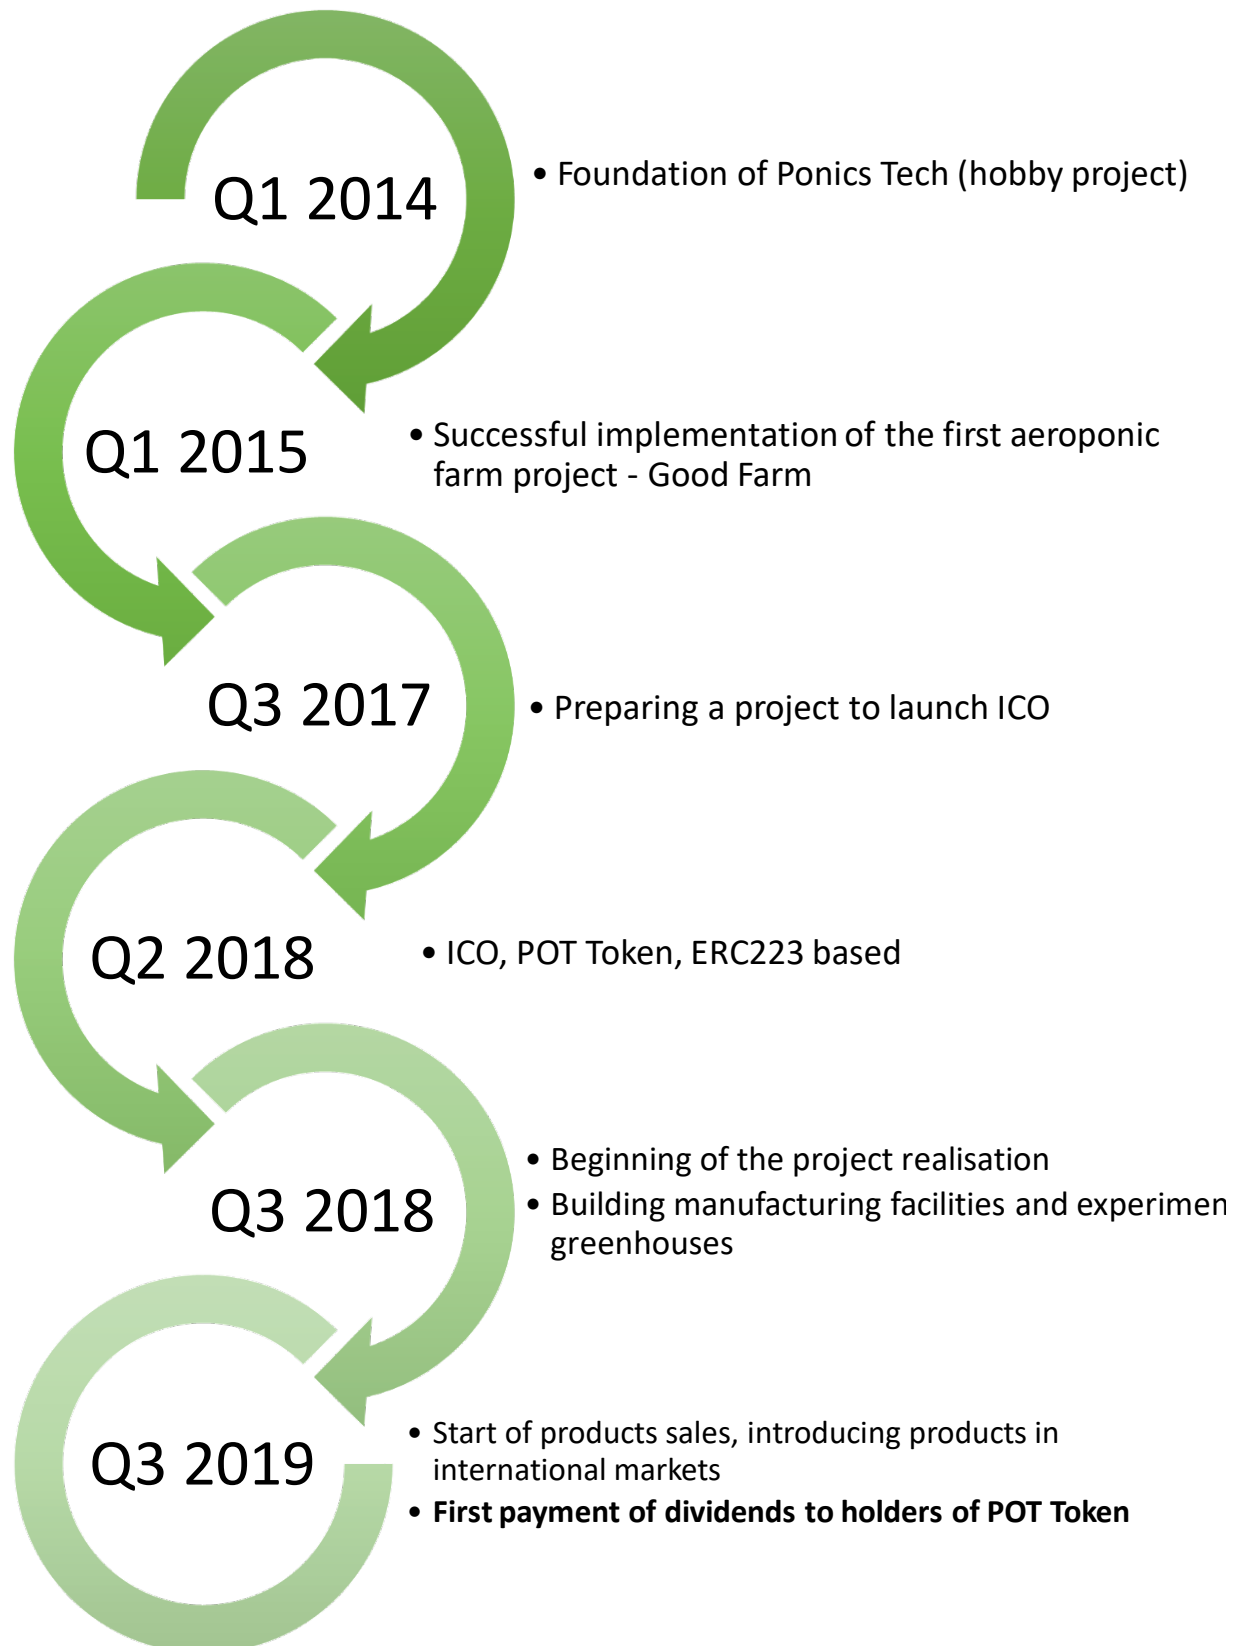 Q1 2014
• Foundation of Ponics Tech (hobby project)
Q1 2015
• Successful implementation of the first aeroponic
farm project - Good Farm
Q3 2017
• Preparing a project to launch ICO
Q2 2018
• ICO, POT Token, ERC223 based
Q3 2018
• Beginning of the project realisation
• Building manufacturing facilities and experimen
greenhouses
Q3 2019
• Start of products sales, introducing products in
international markets
• First payment of dividends to holders of POT Token